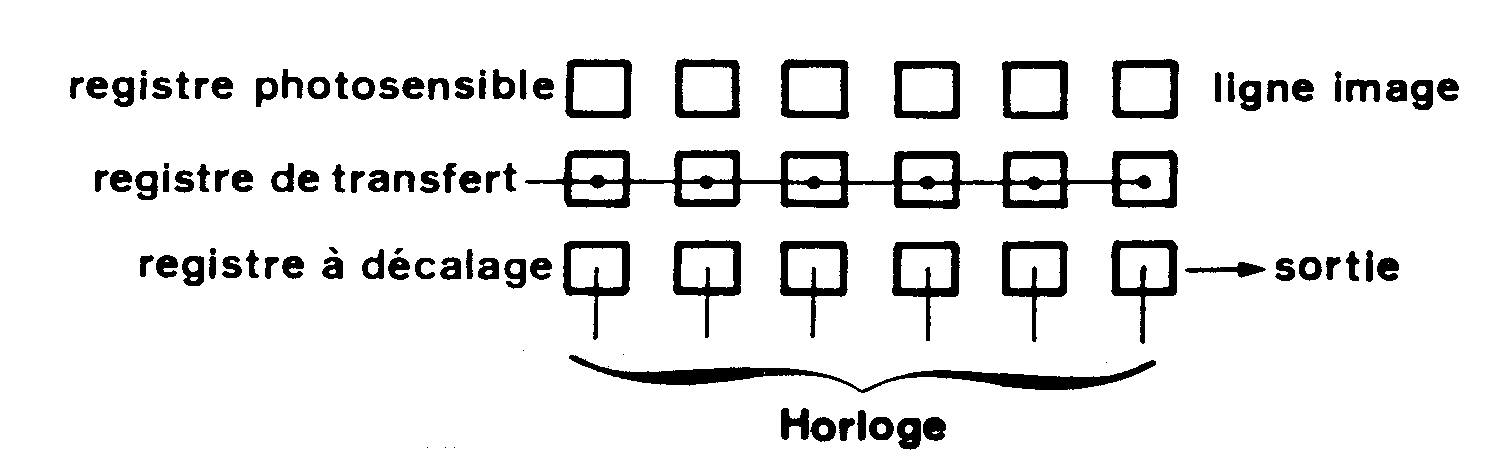 registre photosensible ligne image
registre de transfert
registre à décalage sortie
Horloge